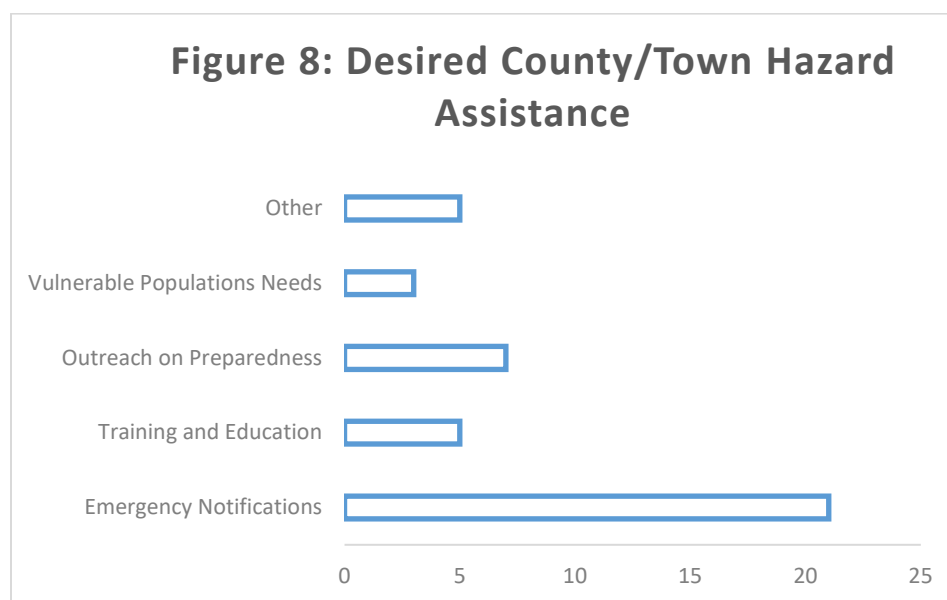 Figure 8: Desired County/Town Hazard
Assistance
Other
Vulnerable Populations Needs
Outreach on Preparedness
Training and Education
Emergency Notifications
0 5 10 15 20 25